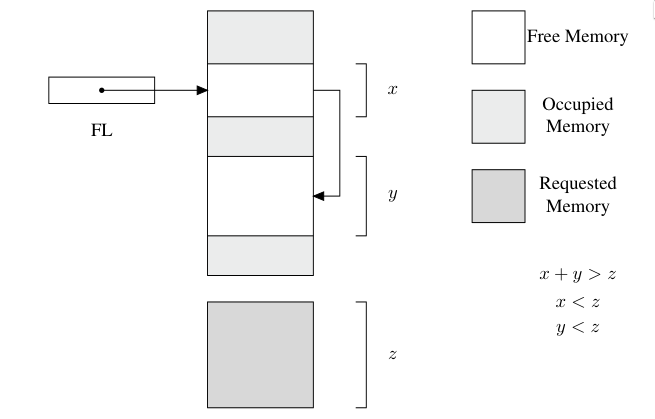 FL
x
y
z
Free Memory
Occupied
Memory
Requested
Memory
x + y > z
x < z
y < z